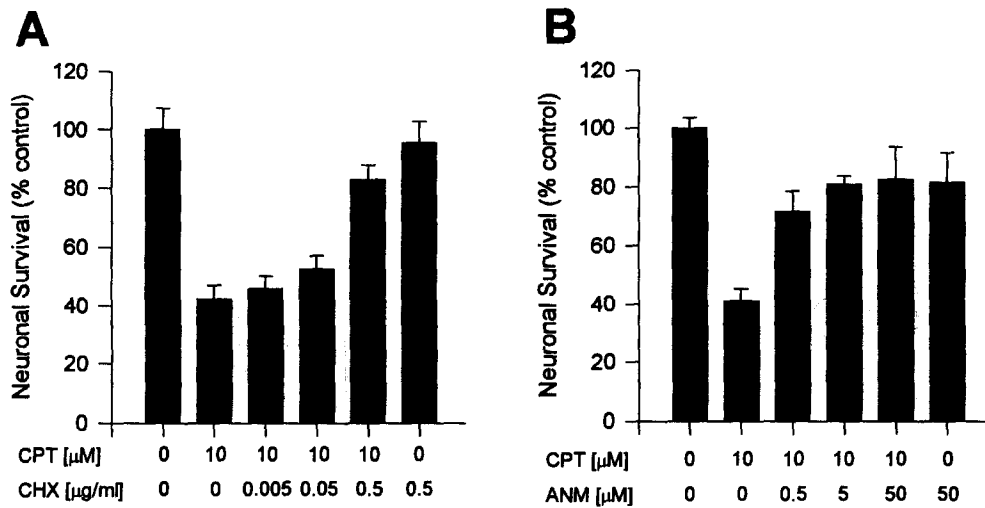 A
Neuronal Survival (% control)
120
100
80
60
40
20
0
CPT [μM] 0 10 10 10 10 0
CHX [μg/ml] 0 0 0.005 0.05 0.5 0.5
B
Neuronal Survival (% control)
120
100
80
60
40
20
0
CPT [μM] 0 10 10 10 10 0
ANM [μM] 0 0 0.5 5 50 50